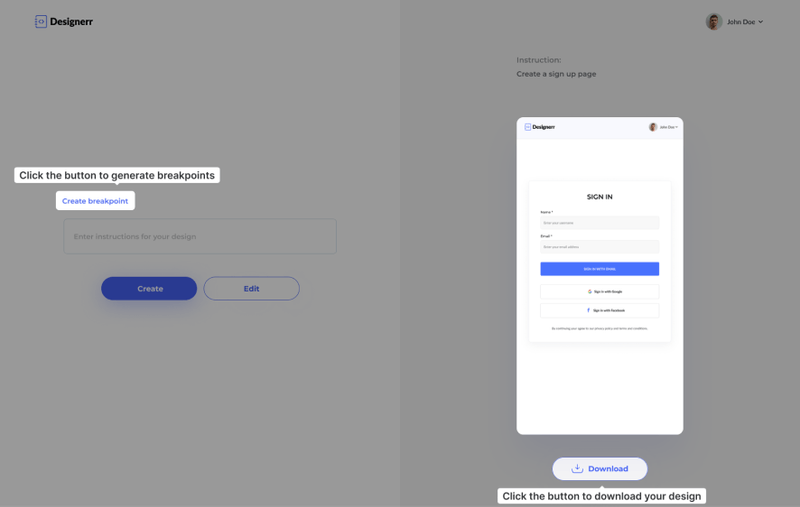 Designerr
John Doe
Instruction:
Create a sign up page
Click the button to generate breakpoints
Create breakpoint
Enter instructions for your design
Create
Edit
Designerr
John Doe
SIGN IN
Name *
Enter your username
Email *
Enter your email address
SIGN IN WITH EMAIL
G Sign in with Google
f Sign in with Facebook
By continuing your agree to our privacy policy and terms and conditions.
Download
Click the button to download your design